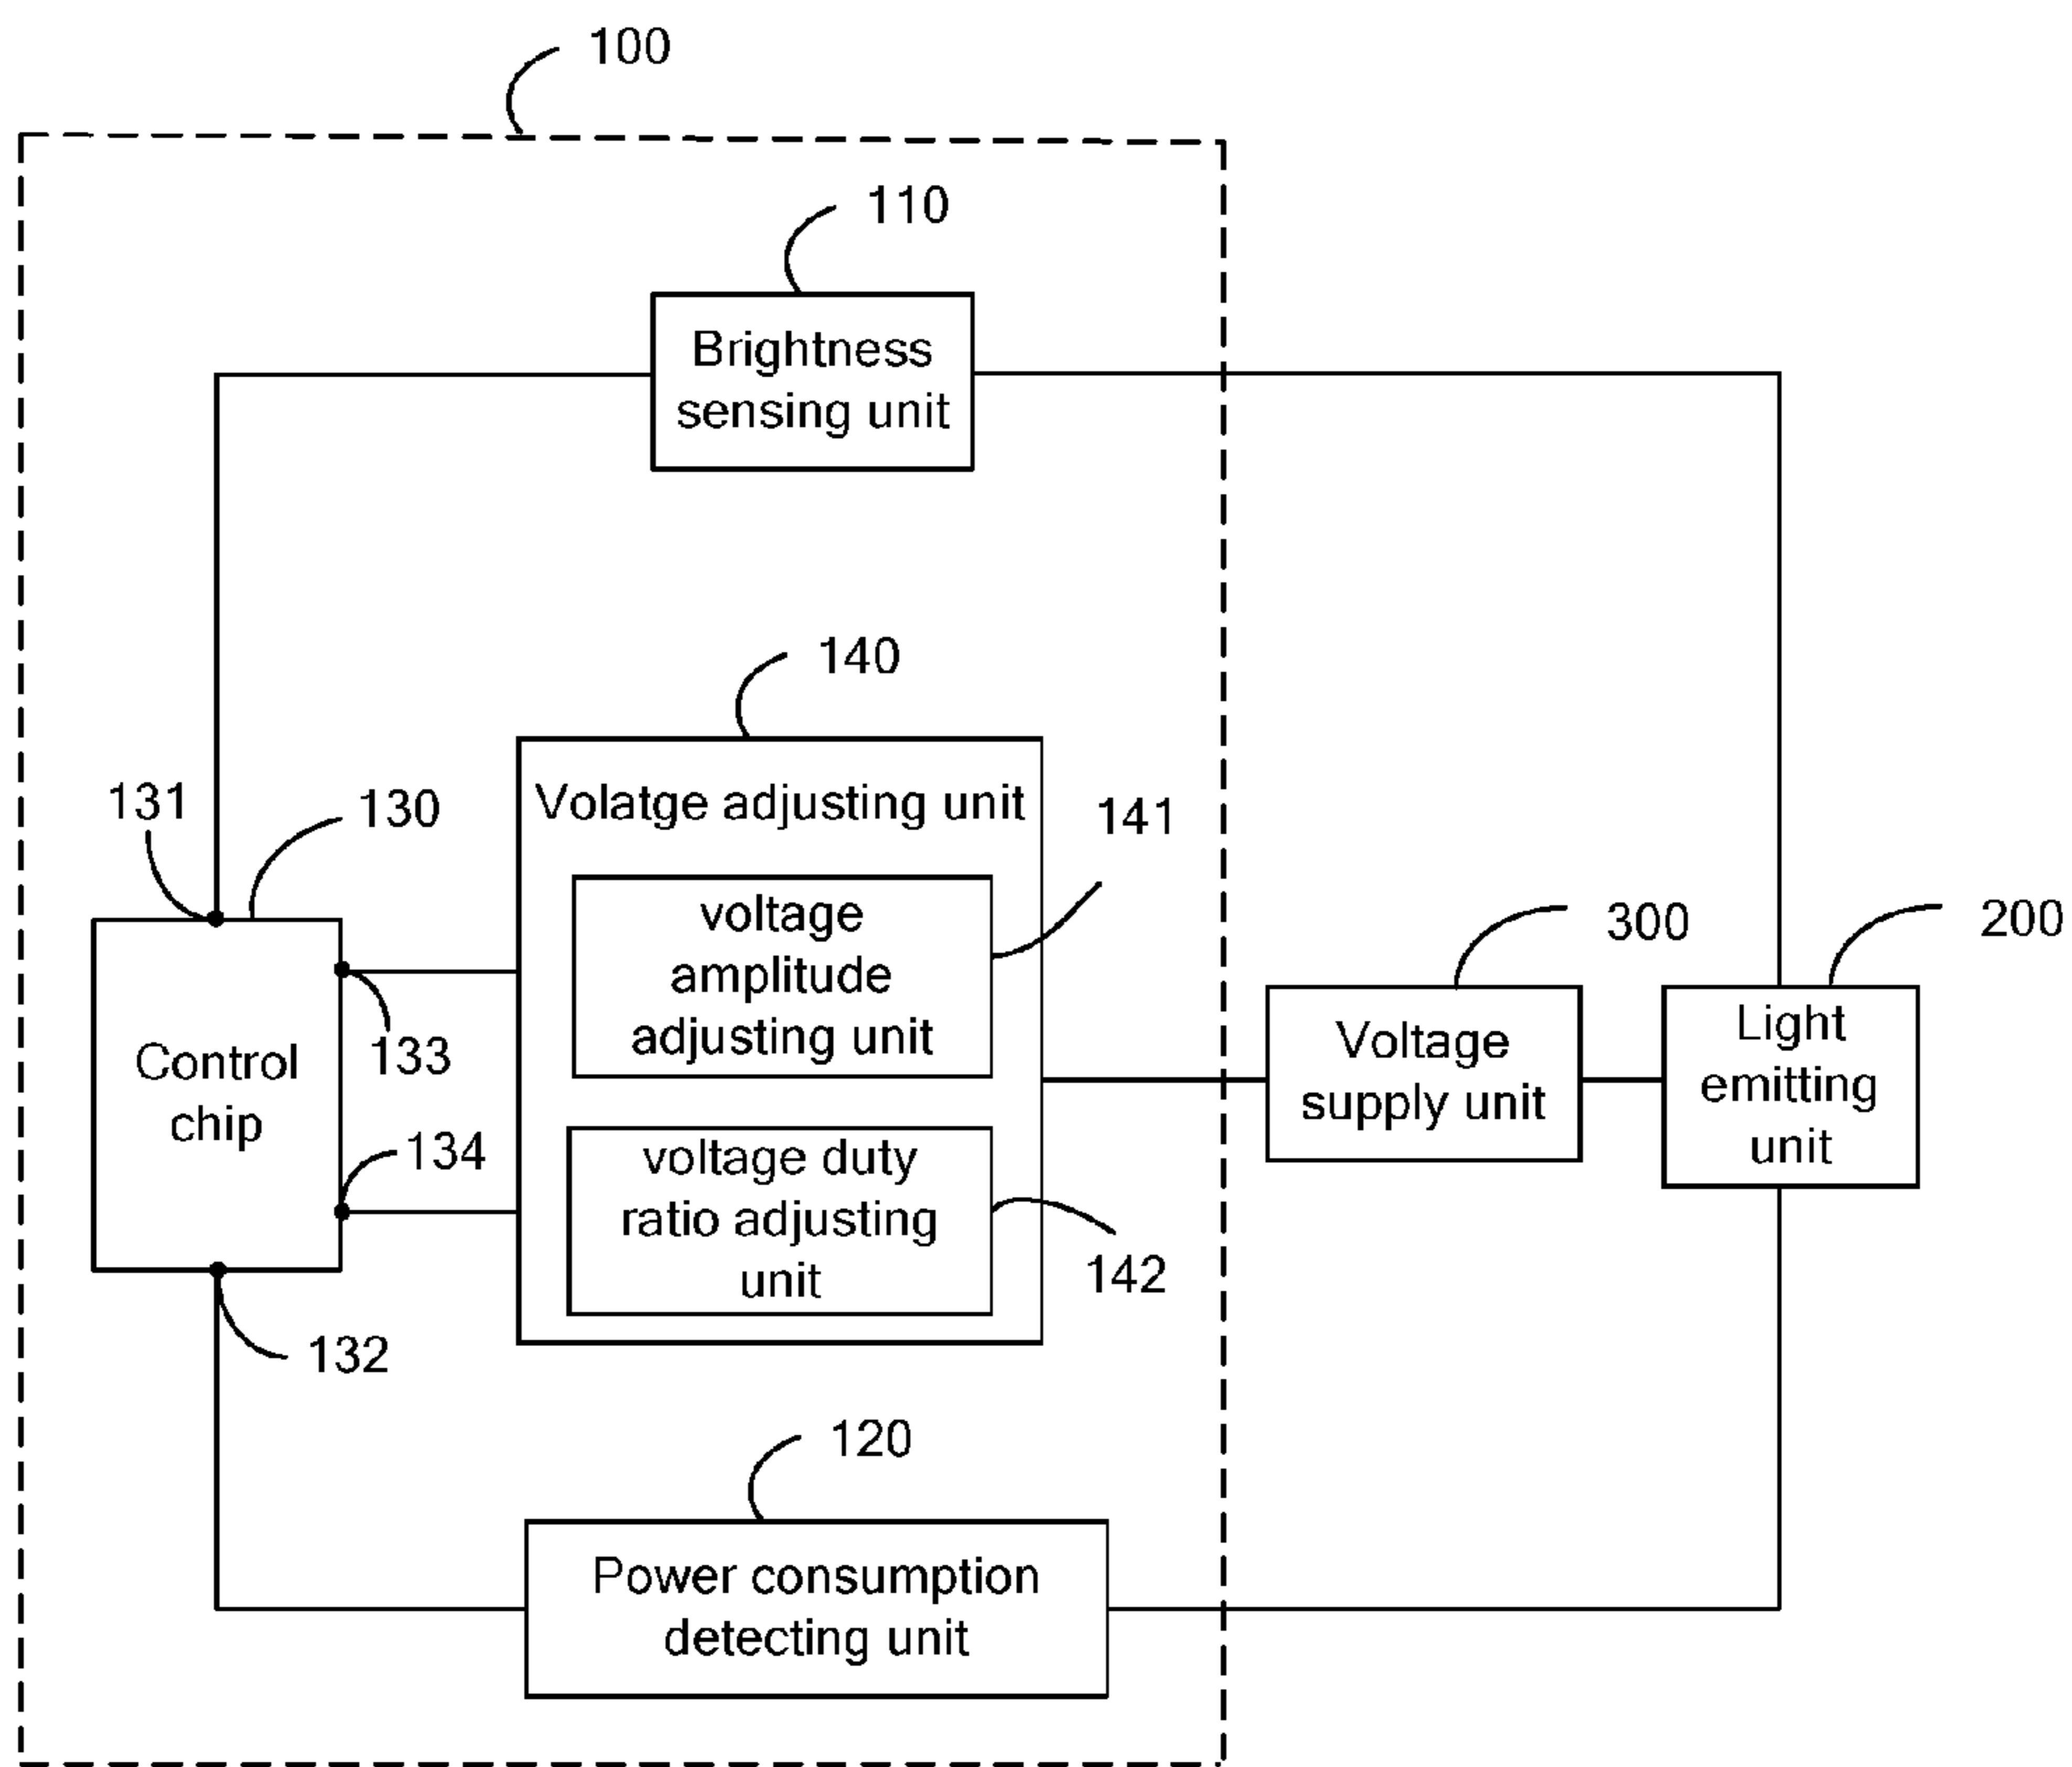 100
110
Brightness
sensing unit
140
131
130
Volatge adjusting unit
141
voltage
amplitude
adjusting unit
300
200
133
Control
chip
Voltage
supply unit
Light
emitting
unit
134
voltage duty
ratio adjusting
unit
142
132
120
Power consumption
detecting unit